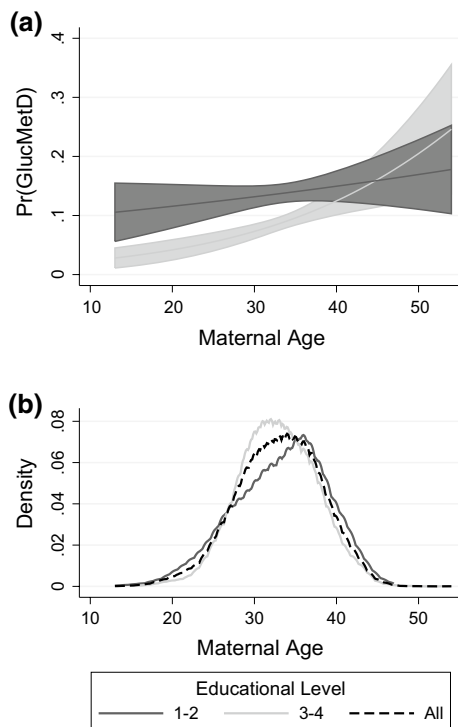 (a)
Pr(GlucMetD)
.4
.3
.2
.1
0
10 20 30 40 50
Maternal Age
(b)
Density
.08
.06
.04
.02
0
10 20 30 40 50
Maternal Age
Educational Level
1-2 3-4 All